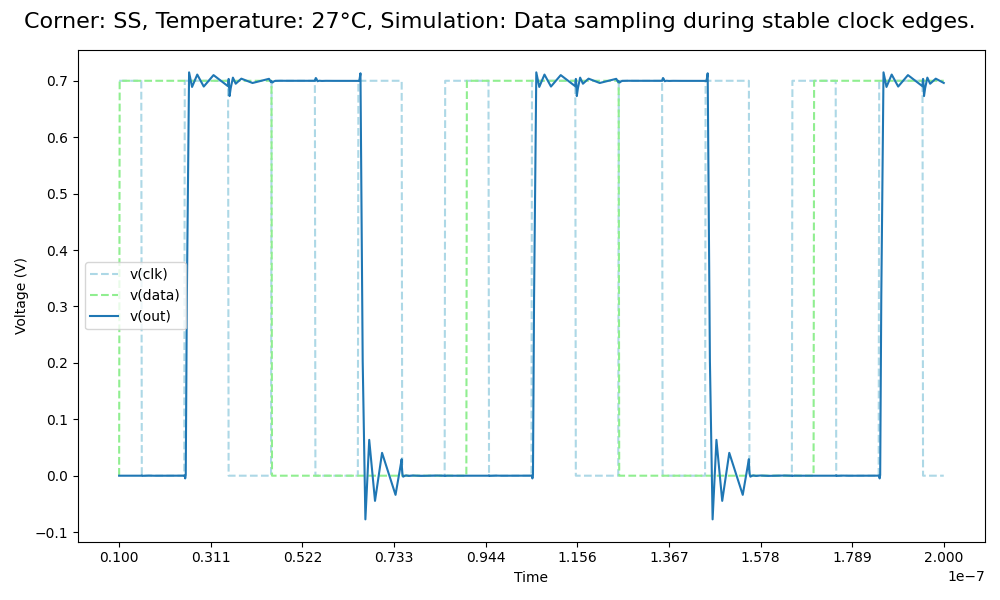 Corner: SS, Temperature: 27°C, Simulation: Data sampling during stable clock edges.
0.7
0.6
0.5
0.4
0.3
0.2
0.1
0.0
−0.1
Voltage (V)
v(clk)
v(data)
v(out)
0.100 0.311 0.522 0.733 0.944 1.156 1.367 1.578 1.789 2.000
1e−7
Time